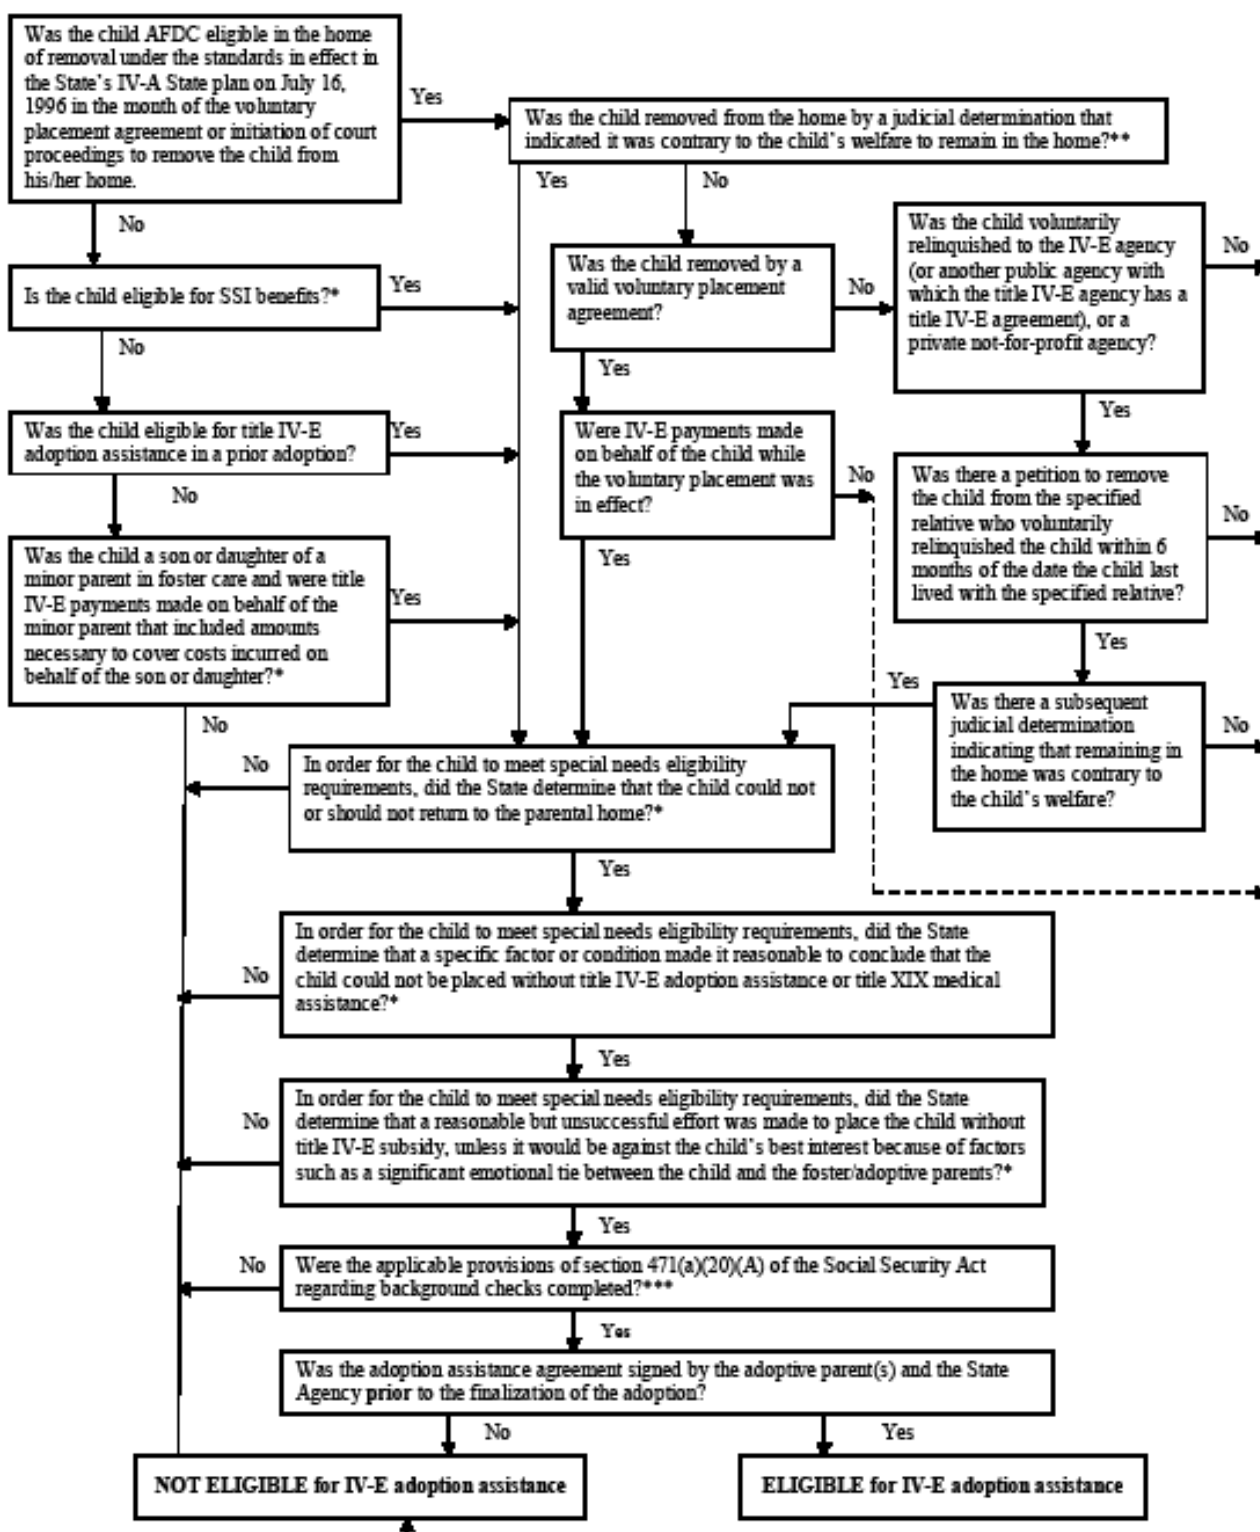 Was the child AFDC eligible in the home
of removal under the standards in effect in
the State's IV-A State plan on July 16,
1996 in the month of the voluntary
placement agreement or initiation of court
proceedings to remove the child from
his/her home.
Yes
Was the child removed from the home by a judicial determination that
indicated it was contrary to the child's welfare to remain in the home?**
No
Yes
No
Is the child eligible for SSI benefits?*
Yes
Was the child removed by a
valid voluntary placement
agreement?
No
Was the child voluntarily
relinquished to the IV-E agency
(or another public agency with
which the title IV-E agency has a
title IV-E agreement), or a
private not-for-profit agency?
No
No
Yes
Yes
Was the child eligible for title IV-E
adoption assistance in a prior adoption?
Yes
Were IV-E payments made
on behalf of the child while
the voluntary placement was
in effect?
No
Was there a petition to remove
the child from the specified
relative who voluntarily
relinquished the child within 6
months of the date the child last
lived with the specified relative?
No
No
Yes
Yes
Was the child a son or daughter of a
minor parent in foster care and were title
IV-E payments made on behalf of the
minor parent that included amounts
necessary to cover costs incurred on
behalf of the son or daughter?*
Yes
Yes
Was there a subsequent
judicial determination
indicating that remaining in
the home was contrary to
the child's welfare?
No
No
No
In order for the child to meet special needs eligibility
requirements, did the State determine that the child could not
or should not return to the parental home?*
Yes
In order for the child to meet special needs eligibility requirements, did the State
determine that a specific factor or condition made it reasonable to conclude that the
child could not be placed without title IV-E adoption assistance or title XIX medical
assistance?*
No
Yes
In order for the child to meet special needs eligibility requirements, did the State
determine that a reasonable but unsuccessful effort was made to place the child without
title IV-E subsidy, unless it would be against the child's best interest because of factors
such as a significant emotional tie between the child and the foster/adoptive parents?*
No
Yes
Were the applicable provisions of section 471(a)(20)(A) of the Social Security Act
regarding background checks completed?***
No
Yes
Was the adoption assistance agreement signed by the adoptive parent(s) and the State
Agency prior to the finalization of the adoption?
No
Yes
NOT ELIGIBLE for IV-E adoption assistance
ELIGIBLE for IV-E adoption assistance